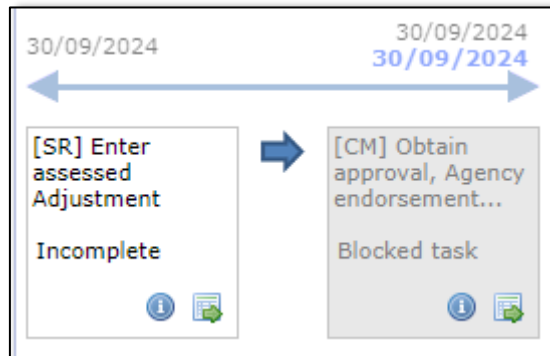 30/09/2024
30/09/2024
30/09/2024
[SR] Enter
assessed
Adjustment
Incomplete
[CM] Obtain
approval, Agency
endorsement...
Blocked task